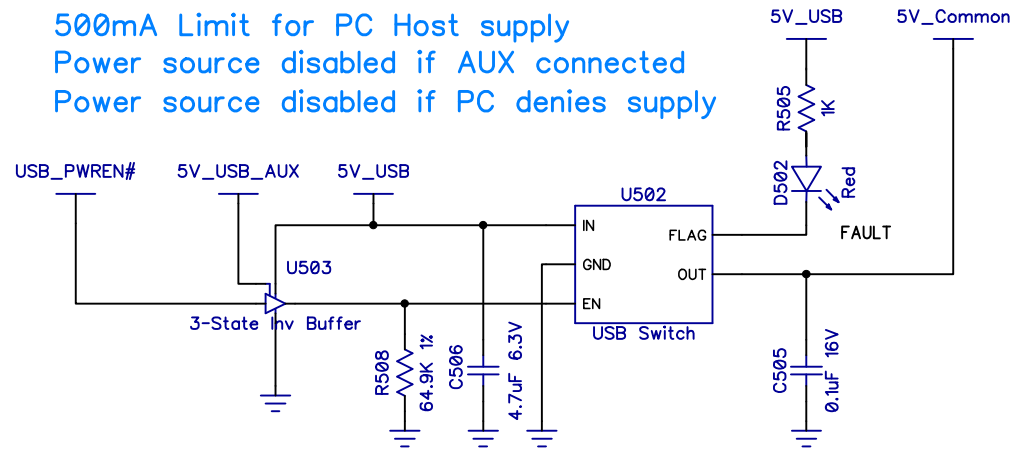 500mA Limit for PC Host supply
Power source disabled if AUX connected
Power source disabled if PC denies supply
5V_USB
5V_Common
R505
1K
USB_PWREN#
5V_USB_AUX
5V_USB
D502
Red
U502
IN
FLAG
FAULT
GND
U503
OUT
EN
3-State Inv Buffer
USB Switch
R508
64.9K 1%
C506
4.7uF 6.3V
C505
0.1uF 16V